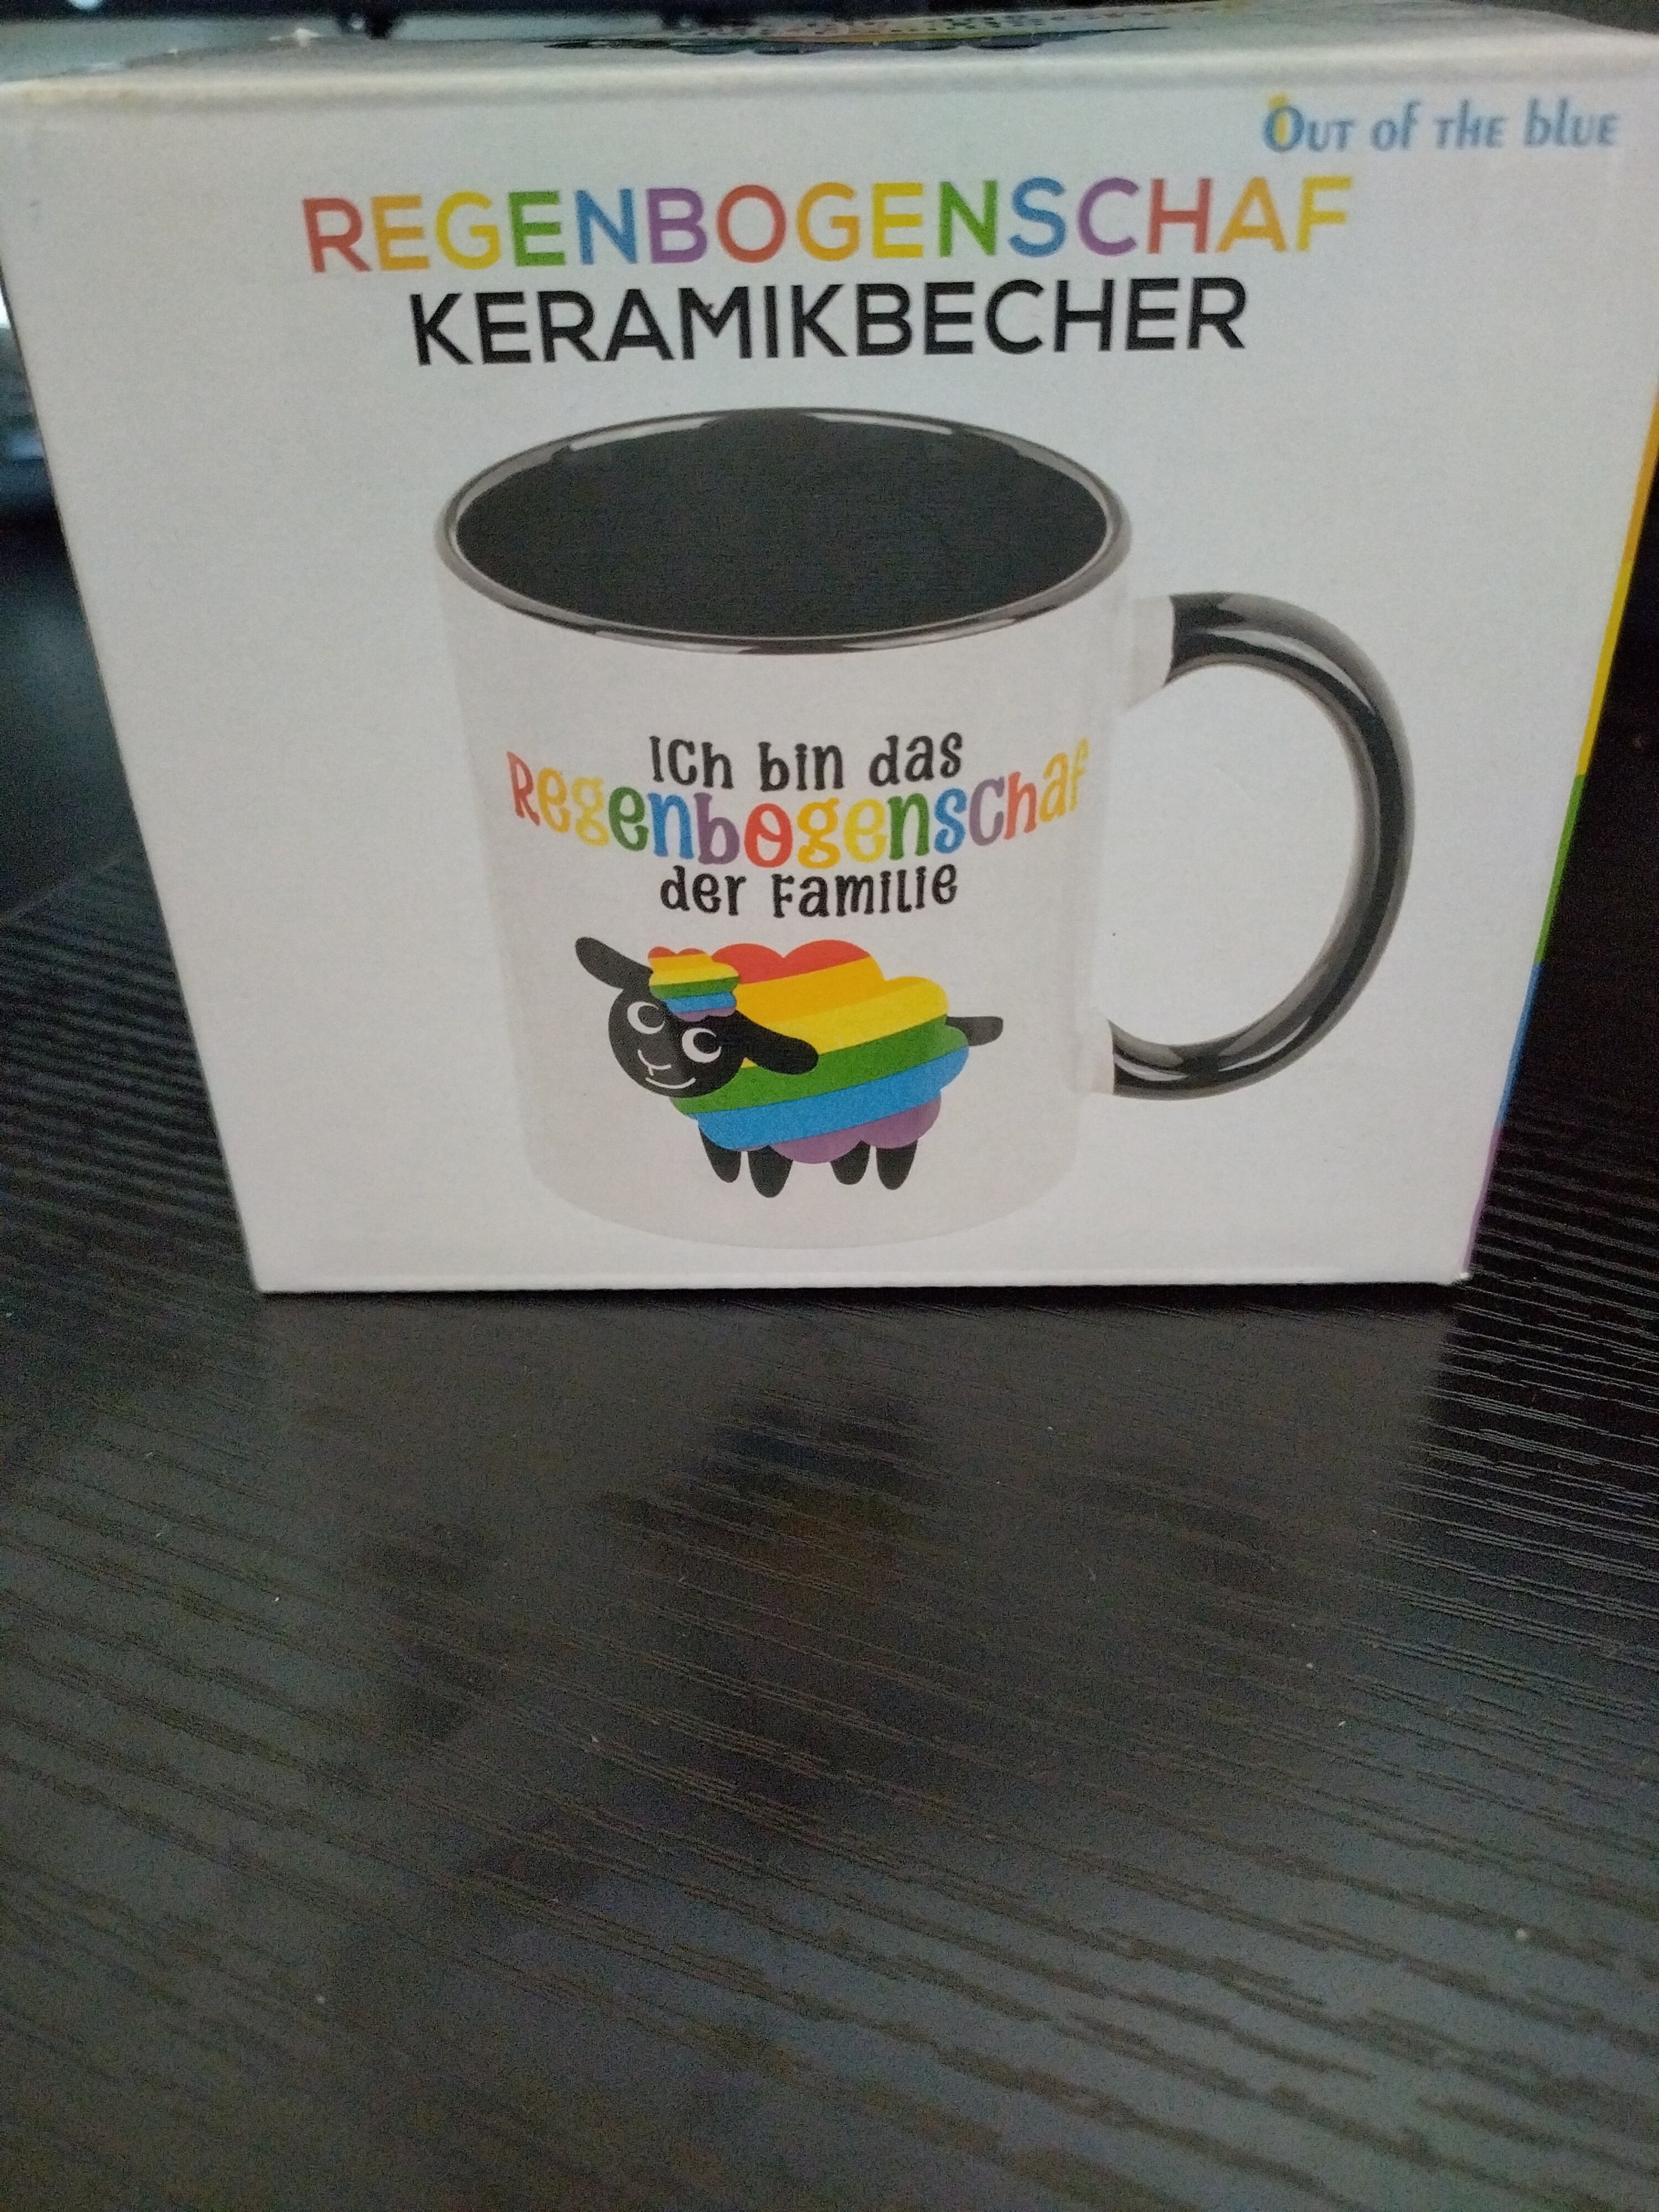 Out of the blue
REGENBOGENSCHAF
KERAMIKBECHER
Ich bin das
Regenbogenschaf
der Familie